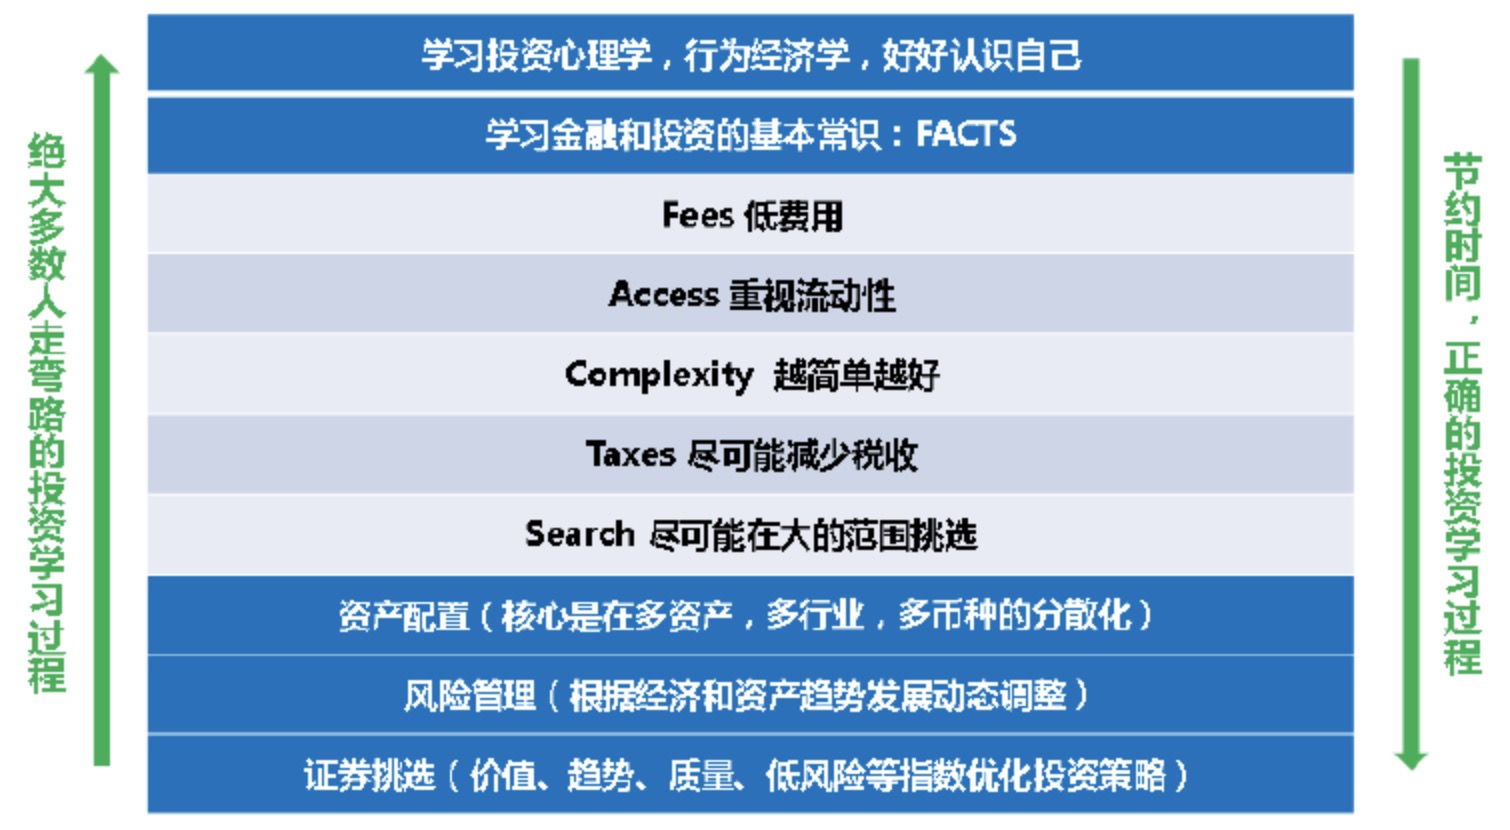 学习投资心理学，行为经济学，好好认识自己
学习金融和投资的基本常识：FACTS
Fees 低费用
Access 重视流动性
Complexity 越简单越好
Taxes 尽可能减少税收
Search 尽可能在大的范围挑选
资产配置（核心是在多资产，多行业，多币种的分散化）
风险管理（根据经济和资产趋势发展动态调整）
证券挑选（价值、趋势、质量、低风险等指数优化投资策略）
绝大多数人走弯路的投资学习过程
节约时间，正确的投资学习过程